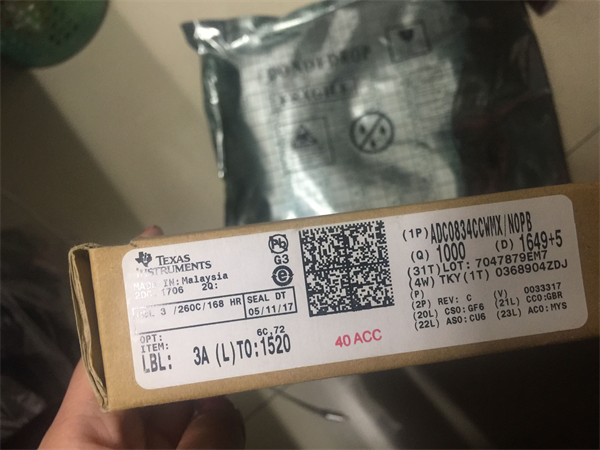 TEXAS
INSTRUMENTS
MADE IN: Malaysia
2DC: 1706 2Q:
MSL 3 /260C/168 HR
SEAL DT
05/11/17
OPT:
ITEM:
6C,72
LBL: 3A (L)TO:1520
Pb
G3
e
40 ACC
(1P) ADC0834CCWMX/NOPB
(Q) 1000 (D) 1649+5
(31T) LOT: 7047879EM7
(4W) TKY (1T) 0368904ZDJ
(P)
(2P) REV: C (V) 0033317
(20L) CSO:GF6 (21L) CCO:GBR
(22L) ASO:CU6 (23L) ACO:MYS